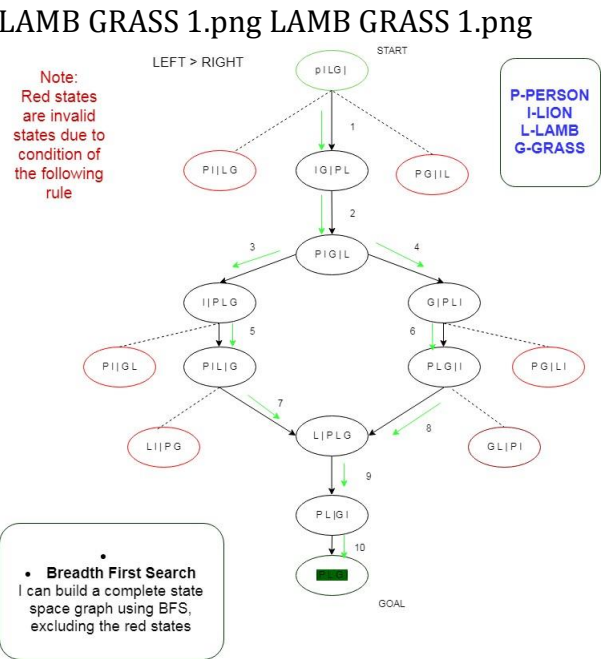 LAMB GRASS 1.png LAMB GRASS 1.png
START
LEFT > RIGHT
p I L G |
Note:
Red states
are invalid
states due to
condition of
the following
rule
P-PERSON
I-LION
L-LAMB
G-GRASS
1
P I | L G
I G | P L
P G | I L
2
P I G | L
3
4
I | P L G
G | P L I
5
6
P I | G L
P I L | G
P L G | I
P G | L I
7
8
L I | P G
L | P L G
G L | P I
9
P L | G I
10
• Breadth First Search
I can build a complete state
space graph using BFS,
excluding the red states
GOAL